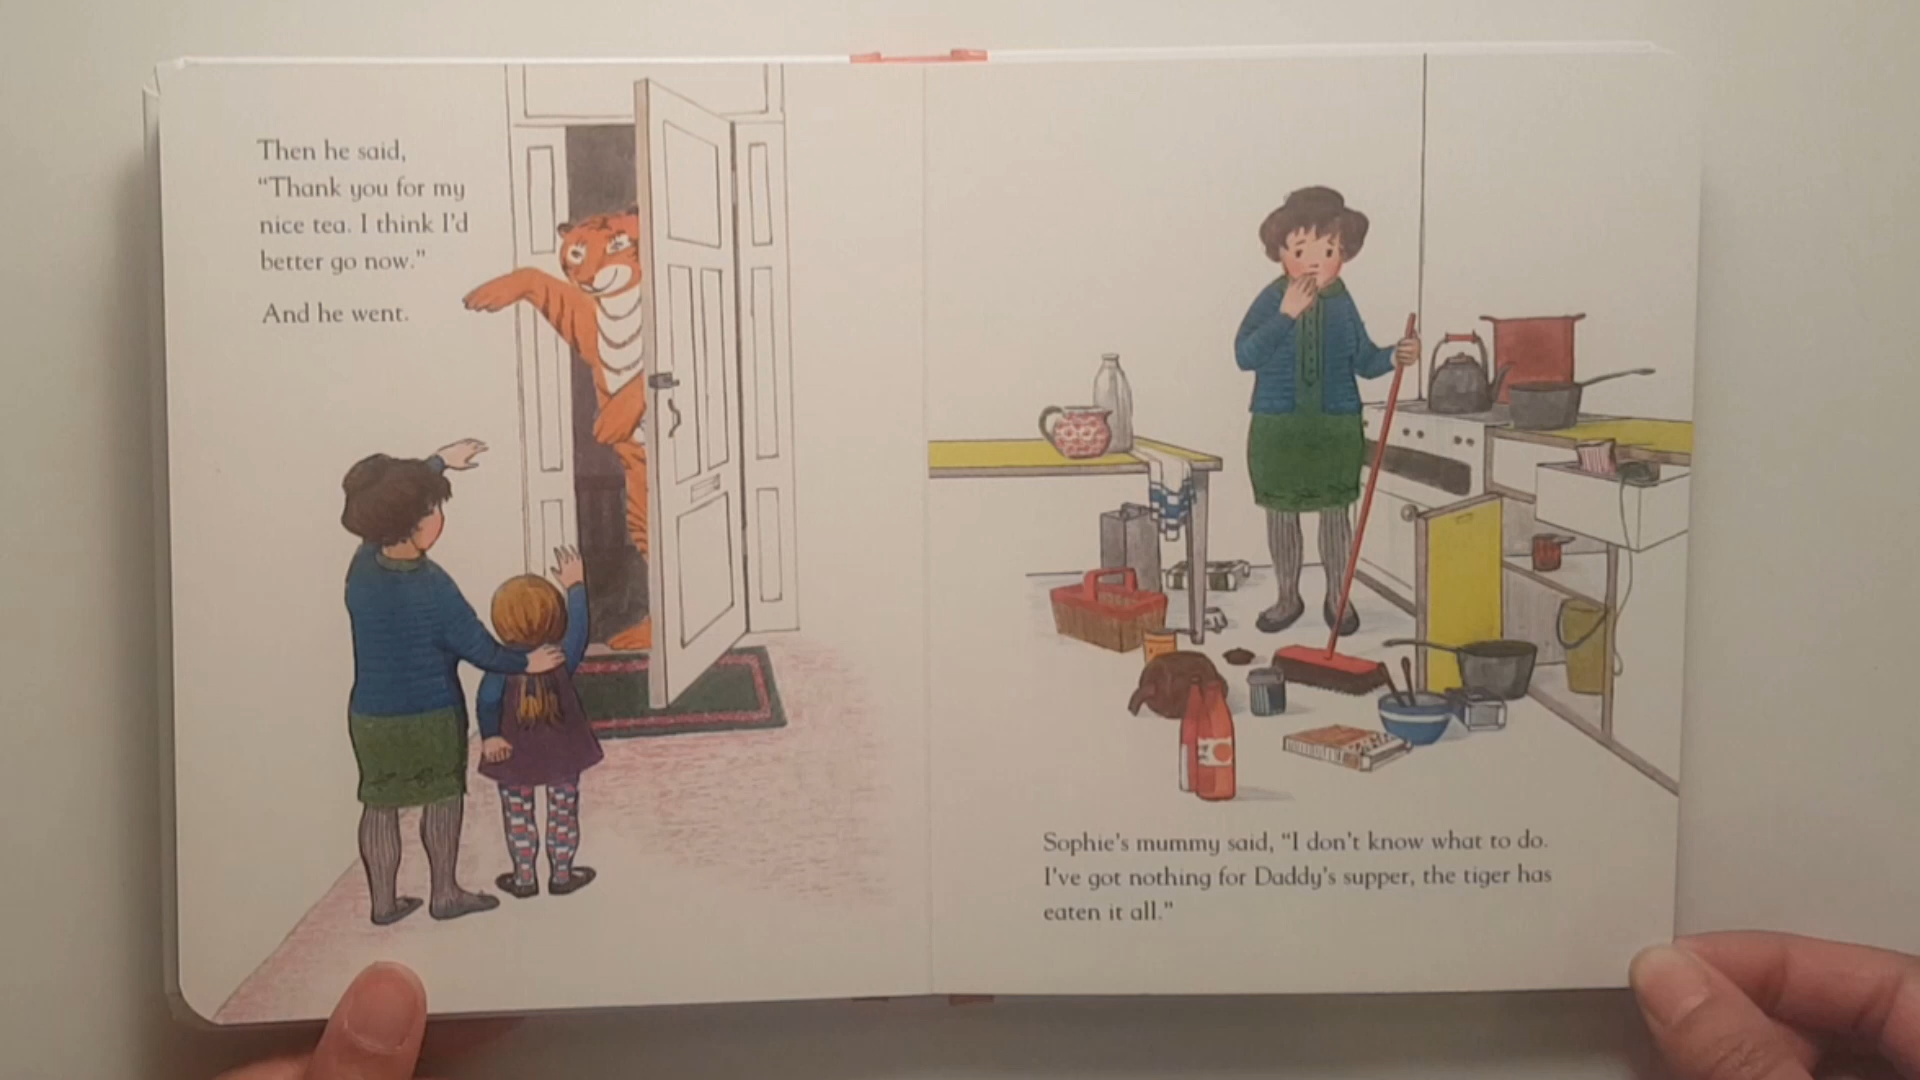 Then he said,
“Thank you for my
nice tea. I think I’d
better go now.”
And he went.
Sophie’s mummy said, “I don’t know what to do.
I’ve got nothing for Daddy’s supper, the tiger has
eaten it all.”